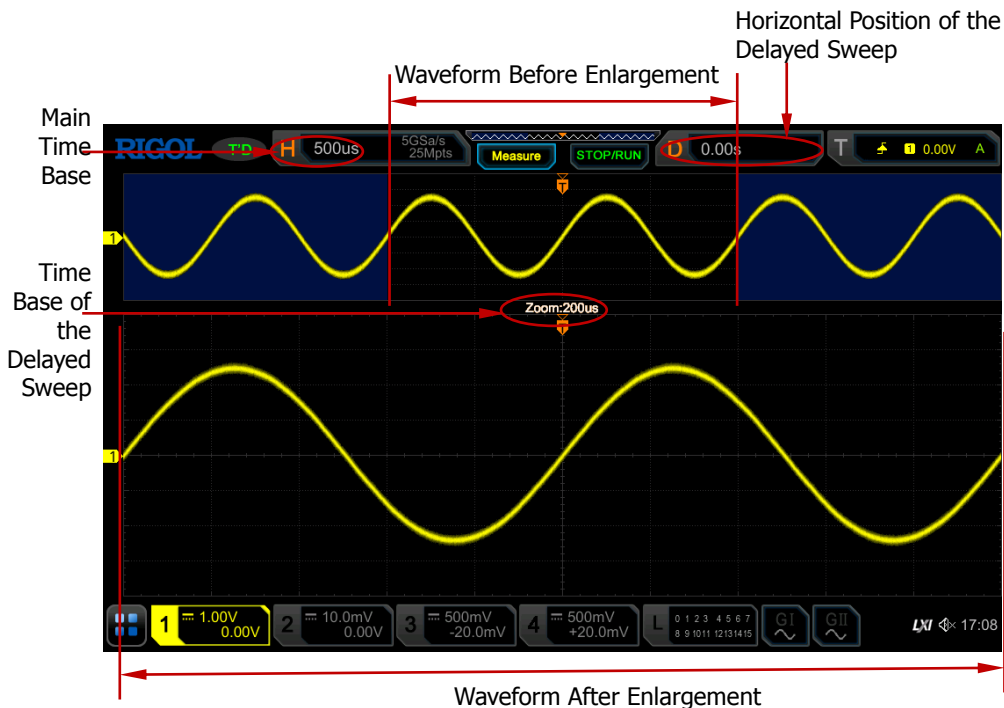 Horizontal Position of the
Delayed Sweep
Waveform Before Enlargement
Main
Time
Base
RIGOL T'D H 500us 5GSa/s
25Mpts
Measure STOP/RUN D 0.00s T 1 0.00V A
T
1
Time
Base of
the
Delayed
Sweep
Zoom:200us
T
1
1 1.00V
0.00V
2 10.0mV
0.00V
3 500mV
-20.0mV
4 500mV
+20.0mV
L 0 1 2 3 4 5 6 7
8 9 10 11 12 13 14 15
GI
GII
LXI 17:08
Waveform After Enlargement